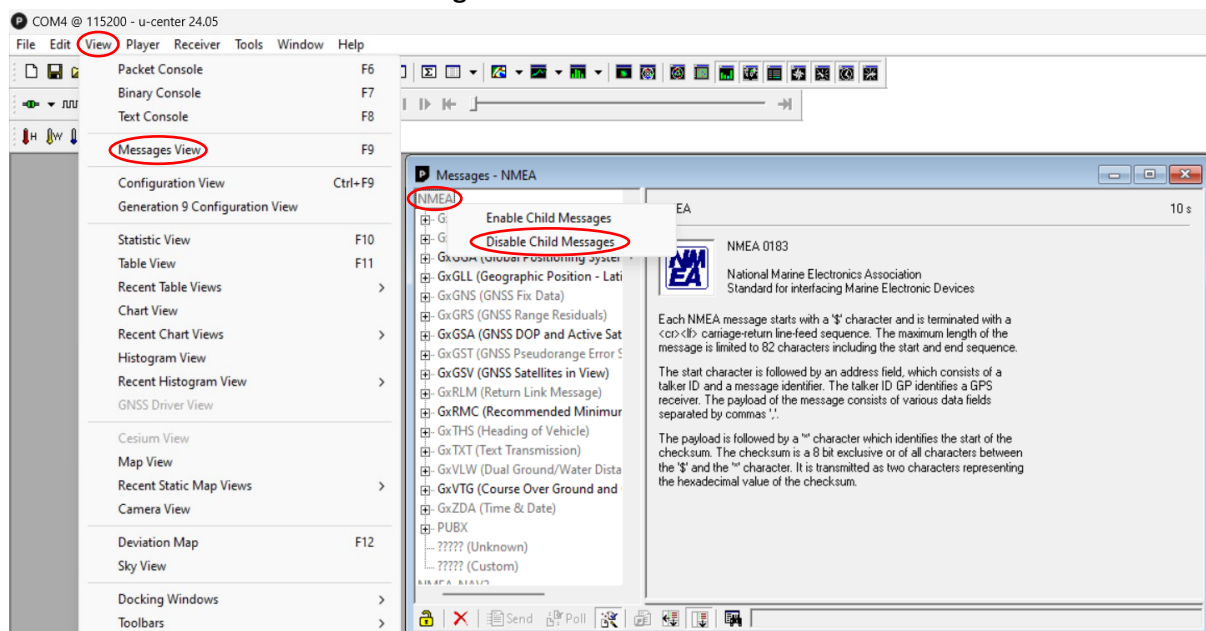 COM4 @ 115200 - u-center 24.05
File Edit View Player Receiver Tools Window Help
Packet Console F6
Binary Console F7
Text Console F8
Messages View F9
Configuration View Ctrl+F9
Generation 9 Configuration View
Statistic View F10
Table View F11
Recent Table Views
Chart View
Recent Chart Views
Histogram View
Recent Histogram View
GNSS Driver View
Cesium View
Map View
Recent Static Map Views
Camera View
Deviation Map F12
Sky View
Docking Windows
Toolbars
H W
Messages - NMEA
NMEA
Enable Child Messages
Disable Child Messages
GxGGA (Global Positioning System
GxGLL (Geographic Position - Lati
GxGNS (GNSS Fix Data)
GxGRS (GNSS Range Residuals)
GxGSA (GNSS DOP and Active Sat
GxGST (GNSS Pseudorange Error S
GxGSV (GNSS Satellites in View)
GxRLM (Return Link Message)
GxRMC (Recommended Minimur
GxTHS (Heading of Vehicle)
GxTXT (Text Transmission)
GxVLW (Dual Ground/Water Dista
GxVTG (Course Over Ground and
GxZDA (Time & Date)
PUBX
????? (Unknown)
????? (Custom)
NMEA-NAV2
EA 10 s
NM
EA
NMEA 0183
National Marine Electronics Association
Standard for interfacing Marine Electronic Devices
Each NMEA message starts with a '$' character and is terminated with a
<cr><lf> carriage-return line-feed sequence. The maximum length of the
message is limited to 82 characters including the start and end sequence.
The start character is followed by an address field, which consists of a
talker ID and a message identifier. The talker ID GP identifies a GPS
receiver. The payload of the message consists of various data fields
separated by commas ','.
The payload is followed by a '*' character which identifies the start of the
checksum. The checksum is a 8 bit exclusive or of all characters between
the '$' and the '*' character. It is transmitted as two characters representing
the hexadecimal value of the checksum.
Send Poll